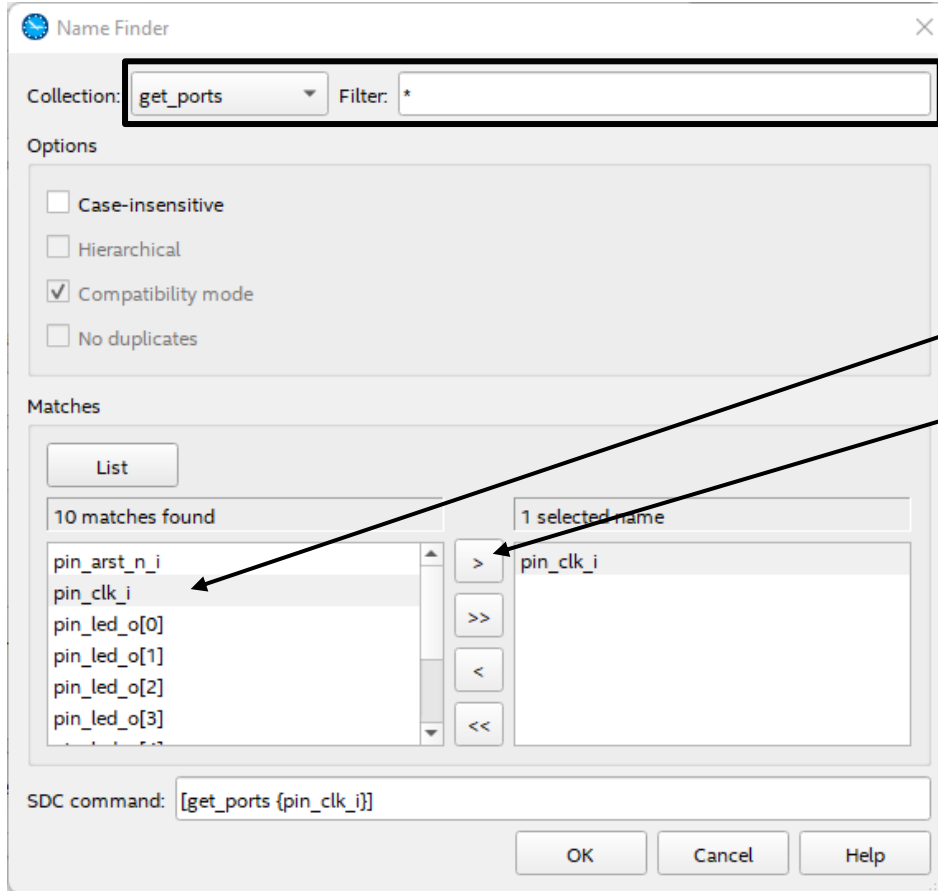 Name Finder
Collection: get_ports Filter: *
Options
Case-insensitive
Hierarchical
Compatibility mode
No duplicates
Matches
List
10 matches found 1 selected name
pin_arst_n_i > pin_clk_i
pin_clk_i
pin_led_o[0] >>
pin_led_o[1]
pin_led_o[2] <
pin_led_o[3] <<
SDC command: [get_ports {pin_clk_i}]
OK Cancel Help